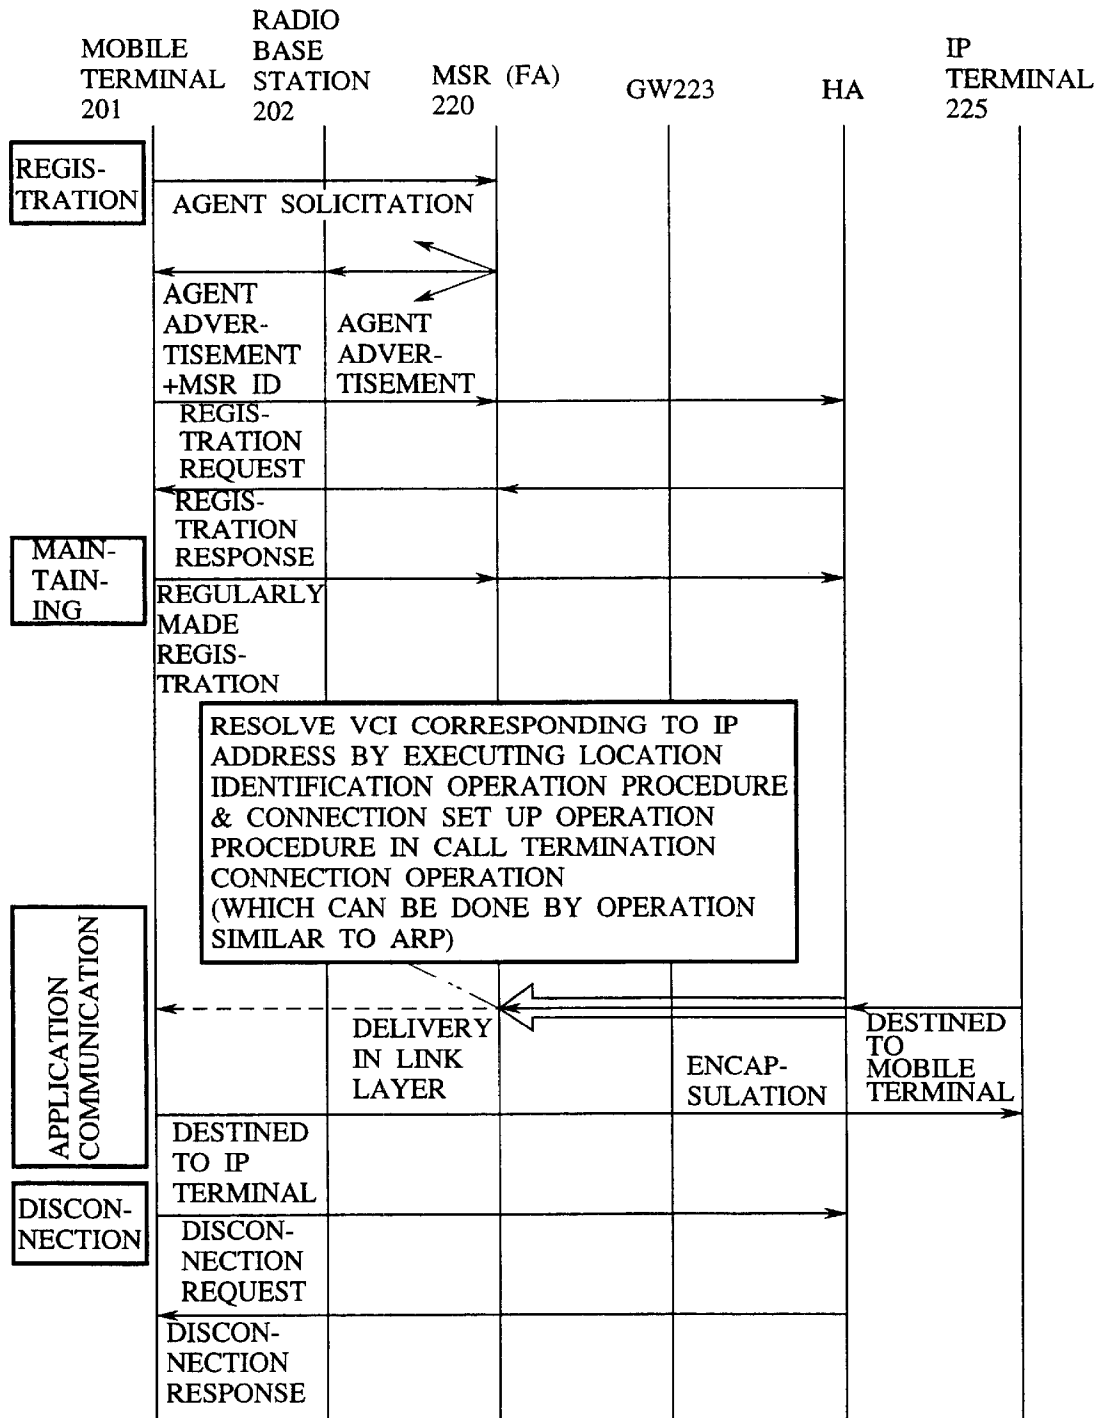 MOBILE
TERMINAL
201
RADIO
BASE
STATION
202
MSR (FA)
220
GW223
HA
IP
TERMINAL
225
REGIS-
TRATION
AGENT SOLICITATION
AGENT
ADVER-
TISEMENT
+MSR ID
AGENT
ADVER-
TISEMENT
REGIS-
TRATION
REQUEST
REGIS-
TRATION
RESPONSE
MAIN-
TAIN-
ING
REGULARLY
MADE
REGIS-
TRATION
RESOLVE VCI CORRESPONDING TO IP
ADDRESS BY EXECUTING LOCATION
IDENTIFICATION OPERATION PROCEDURE
& CONNECTION SET UP OPERATION
PROCEDURE IN CALL TERMINATION
CONNECTION OPERATION
(WHICH CAN BE DONE BY OPERATION
SIMILAR TO ARP)
APPLICATION
COMMUNICATION
DELIVERY
IN LINK
LAYER
ENCAP-
SULATION
DESTINED
TO
MOBILE
TERMINAL
DESTINED
TO IP
TERMINAL
DISCON-
NECTION
DISCON-
NECTION
REQUEST
DISCON-
NECTION
RESPONSE